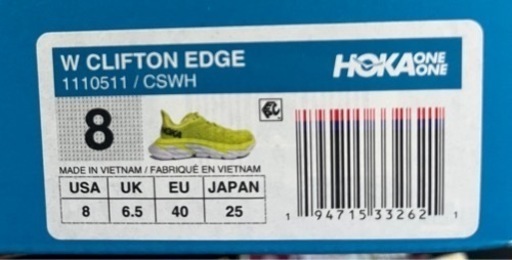 W CLIFTON EDGE
HOKA ONE ONE
1110511 / CSWH
8
HOKA
MADE IN VIETNAM / FABRIQUÉ EN VIETNAM
USA UK EU JAPAN
8 6.5 40 25
1 94715 33262 1